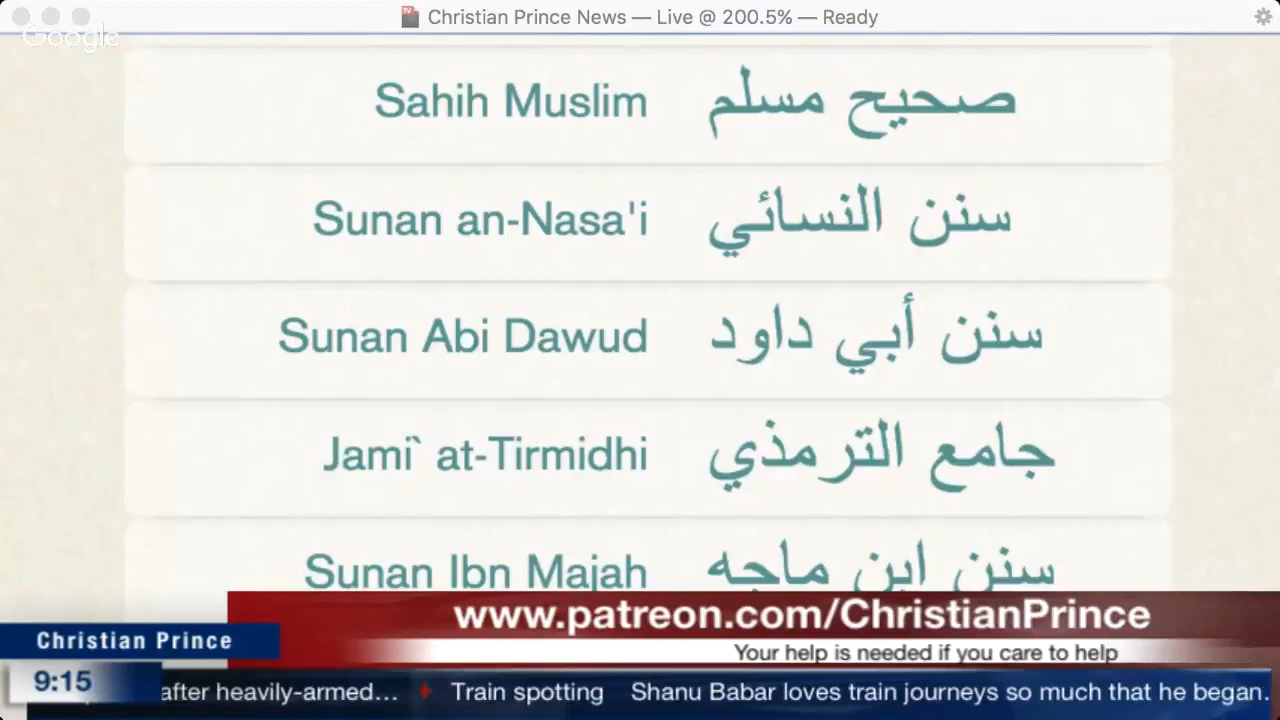 Christian Prince News — Live @ 200.5% — Ready
Google
Sahih Muslim صحيح مسلم
Sunan an-Nasa'i سنن النسائي
Sunan Abi Dawud سنن أبي داود
Jami` at-Tirmidhi جامع الترمذي
Sunan Ibn Majah سنن ابن ماجه
www.patreon.com/ChristianPrince
Christian Prince
Your help is needed if you care to help
9:15 after heavily-armed... Train spotting Shanu Babar loves train journeys so much that he began.